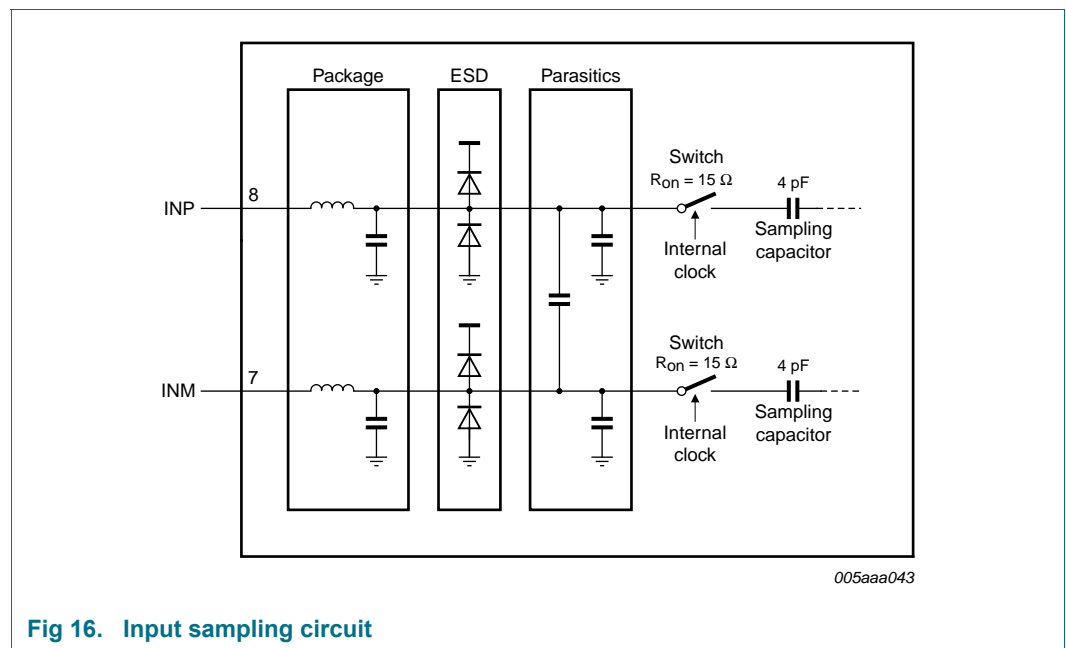 Package
ESD
Parasitics
Switch
Ron = 15 Ω
4 pF
INP
8
Internal
clock
Sampling
capacitor
Switch
Ron = 15 Ω
4 pF
INM
7
Internal
clock
Sampling
capacitor
005aaa043
Fig 16. Input sampling circuit